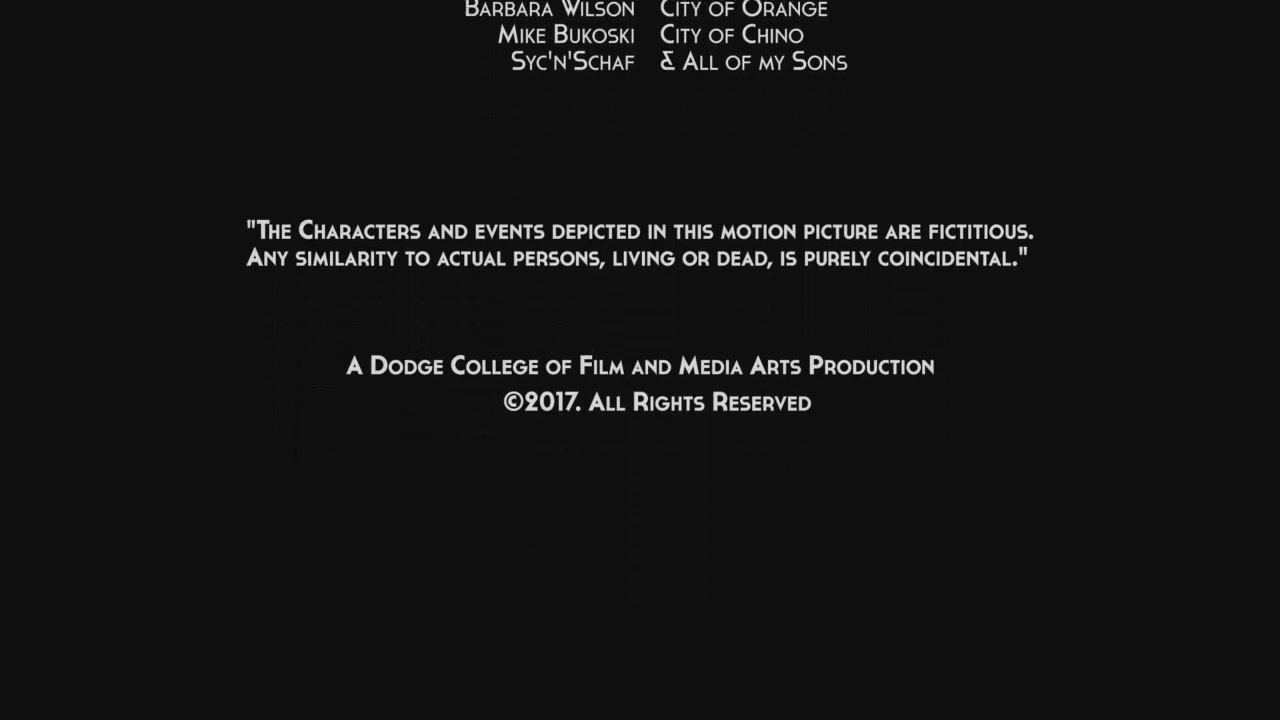 Barbara Wilson City of Orange
Mike Bukoski City of Chino
Syc'n'Schaf & All of my Sons
"The Characters and events depicted in this motion picture are fictitious.
Any similarity to actual persons, living or dead, is purely coincidental."
A Dodge College of Film and Media Arts Production
©2017. All Rights Reserved